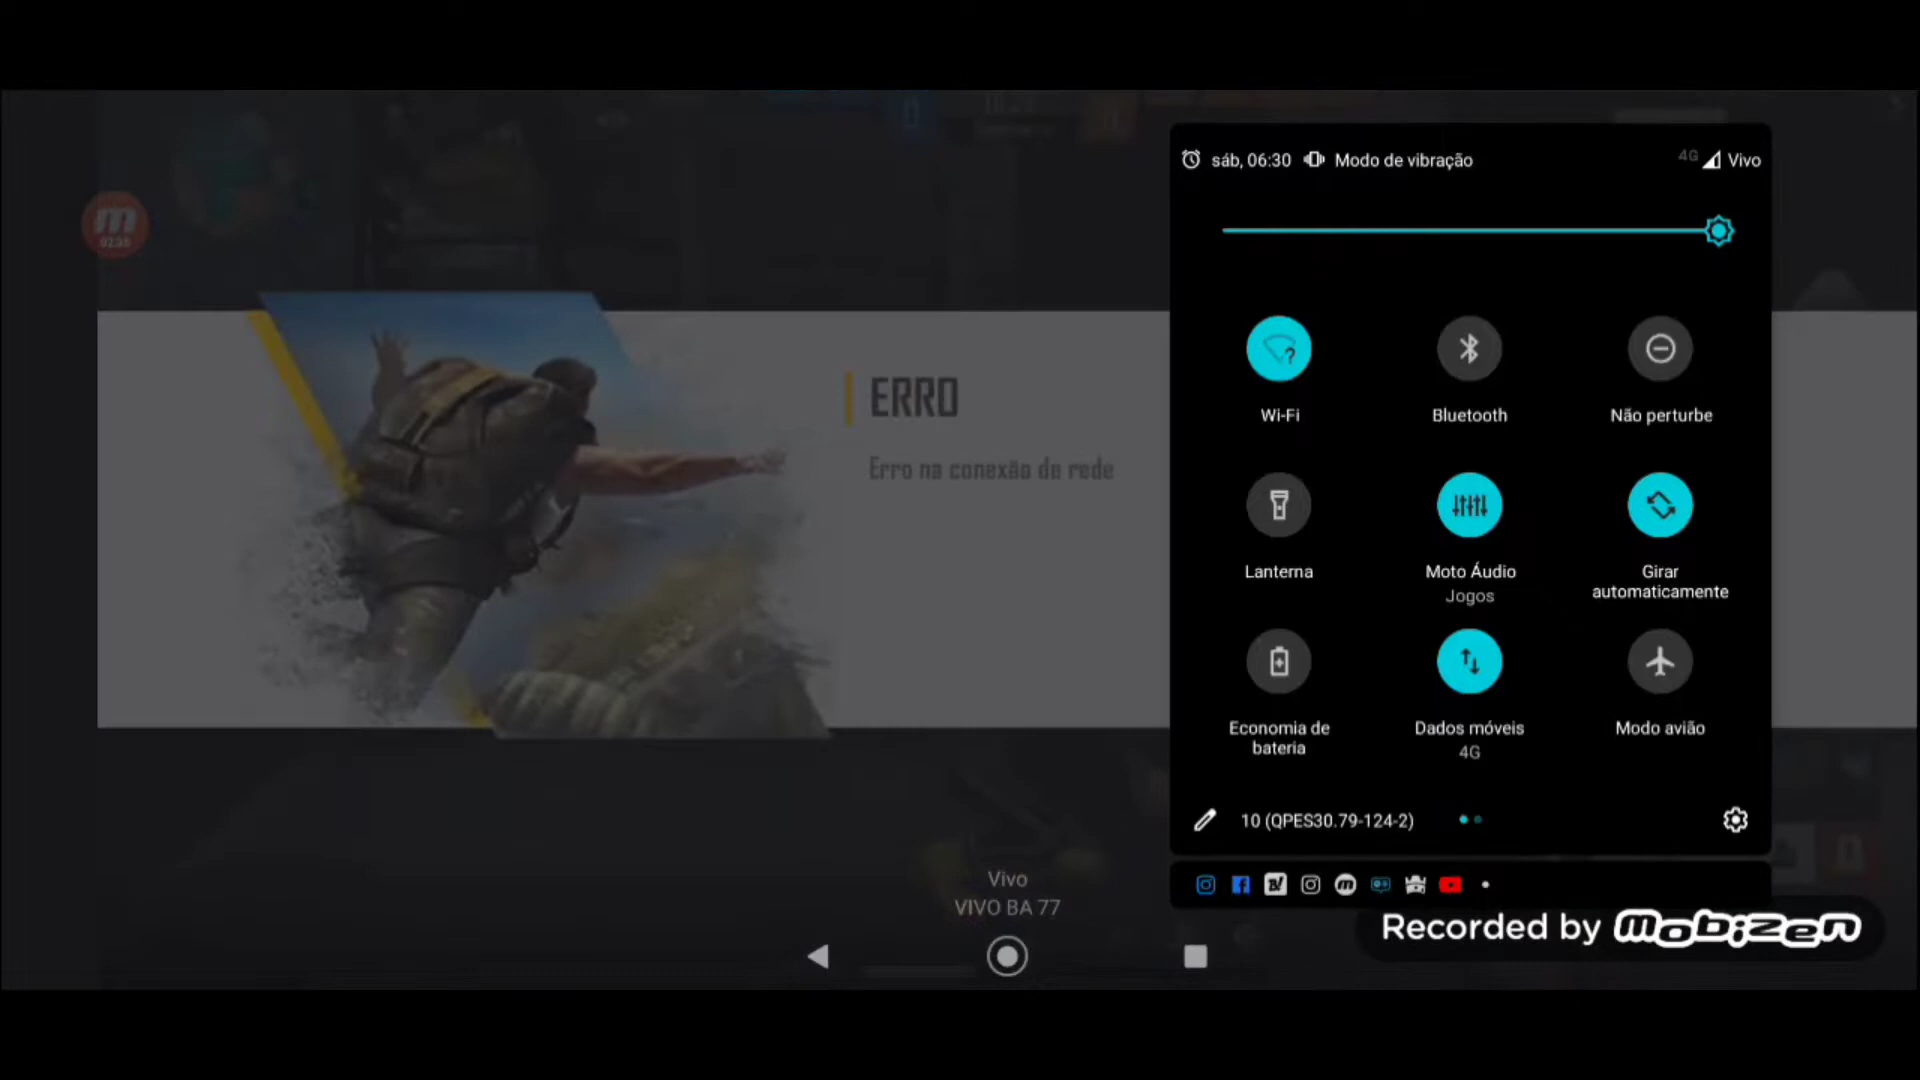 sáb, 06:30 Modo de vibração 4G Vivo
m
02:35
Wi-Fi
Bluetooth
Não perturbe
ERRO
Erro na conexão de rede
Lanterna
Moto Áudio
Jogos
Girar
automaticamente
Economia de
bateria
Dados móveis
4G
Modo avião
10 (QPES30.79-124-2)
Vivo
VIVO BA 77
Recorded by mobizen